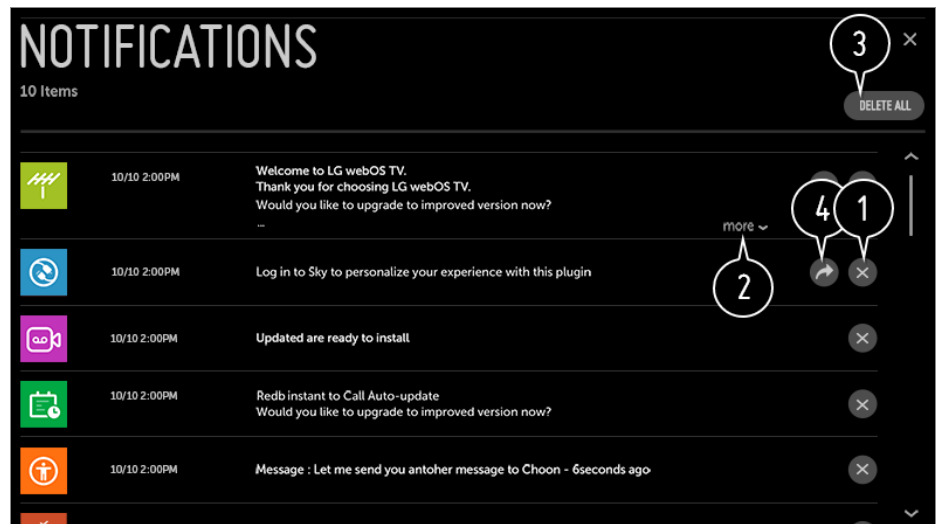 NOTIFICATIONS
3
10 Items
DELETE ALL
10/10 2:00PM
Welcome to LG webOS TV.
Thank you for choosing LG webOS TV.
Would you like to upgrade to improved version now?
...
more
4
1
10/10 2:00PM
Log in to Sky to personalize your experience with this plugin
2
10/10 2:00PM
Updated are ready to install
10/10 2:00PM
Redb instant to Call Auto-update
Would you like to upgrade to improved version now?
10/10 2:00PM
Message : Let me send you antoher message to Choon - 6seconds ago